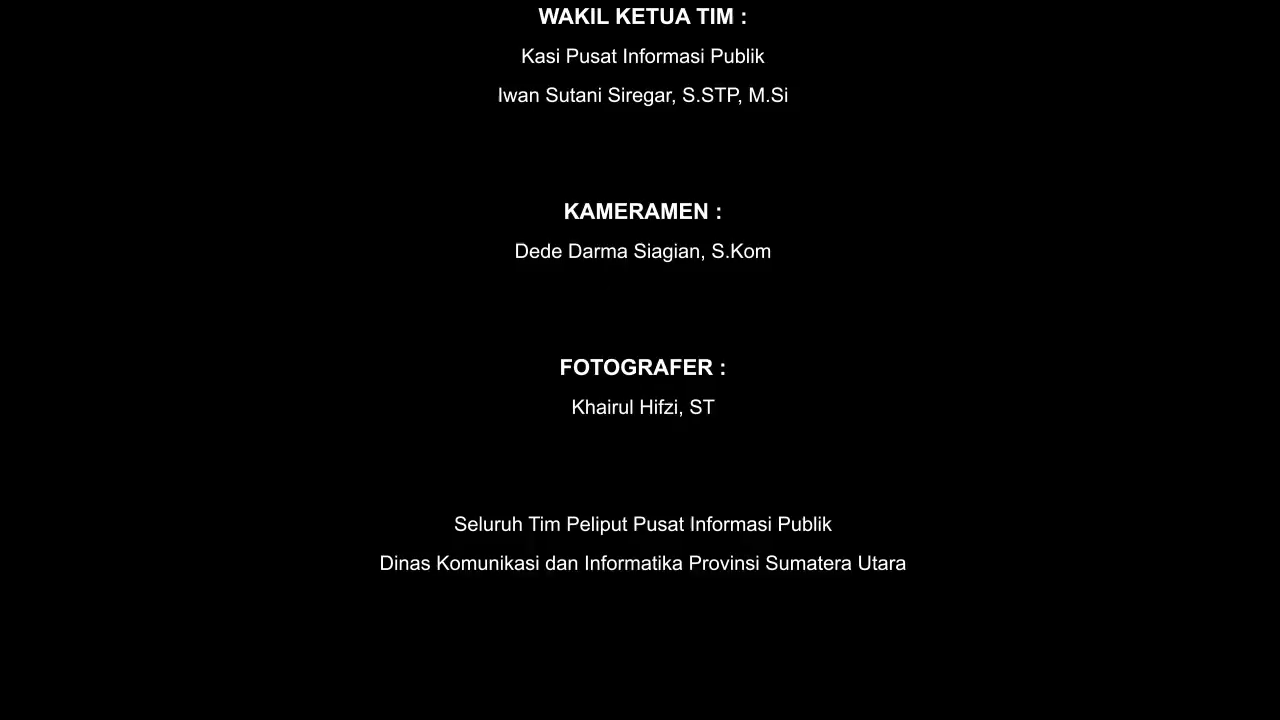 WAKIL KETUA TIM :
Kasi Pusat Informasi Publik
Iwan Sutani Siregar, S.STP, M.Si
KAMERAMEN :
Dede Darma Siagian, S.Kom
FOTOGRAFER :
Khairul Hifzi, ST
Seluruh Tim Peliput Pusat Informasi Publik
Dinas Komunikasi dan Informatika Provinsi Sumatera Utara